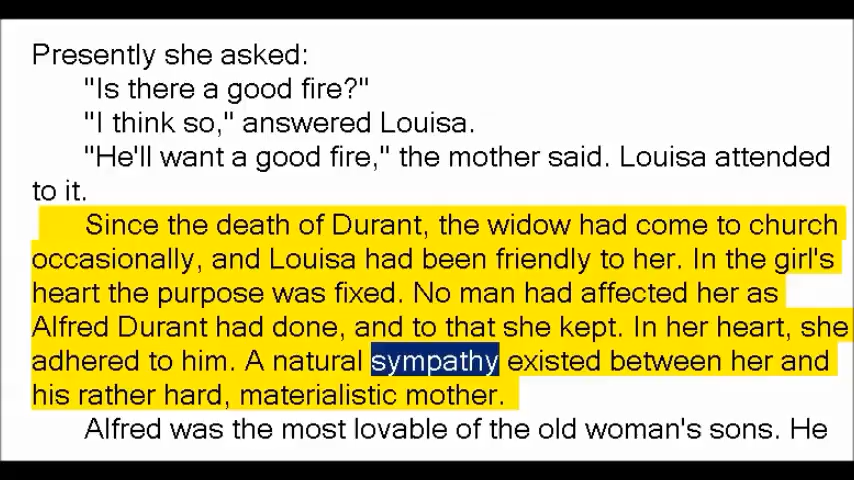 Presently she asked:
"Is there a good fire?"
"I think so," answered Louisa.
"He'll want a good fire," the mother said. Louisa attended
to it.
Since the death of Durant, the widow had come to church
occasionally, and Louisa had been friendly to her. In the girl's
heart the purpose was fixed. No man had affected her as
Alfred Durant had done, and to that she kept. In her heart, she
adhered to him. A natural sympathy existed between her and
his rather hard, materialistic mother.
Alfred was the most lovable of the old woman's sons. He